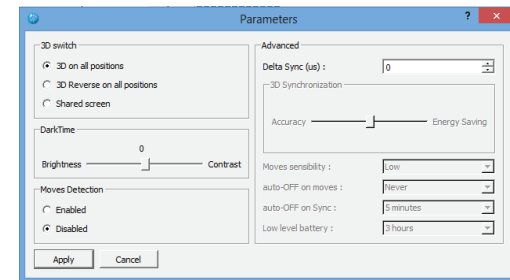 Parameters
?
3D switch
3D on all positions
3D Reverse on all positions
Shared screen
DarkTime
0
Brightness Contrast
Moves Detection
Enabled
Disabled
Apply Cancel
Advanced
Delta Sync (us) : 0
3D Synchronization
Accuracy Energy Saving
Moves sensibility : Low
auto-OFF on moves : Never
auto-OFF on Sync : 5 minutes
Low level battery : 3 hours